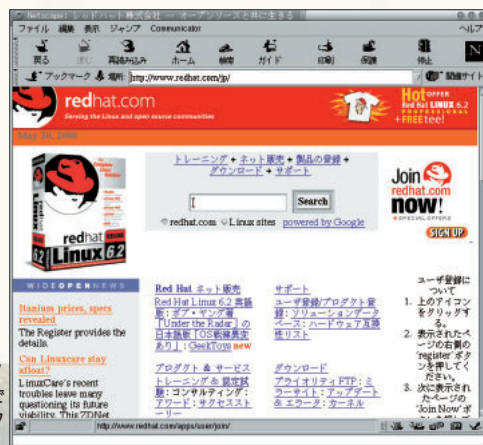 Netscape: レッドハット株式会社 --- オープンソースと共に生きる
ファイル 編集 表示 ジャンプ Communicator ヘルプ
戻る 再読み込み ホーム 検索 ガイド 印刷 保護 停止 N
ブックマーク 場所: http://www.redhat.com/jp/ 関連サイト
redhat.com
Serving the Linux and open source communities
Hot OFFER
Red Hat LINUX 6.2
PROFESSIONAL
+FREE tee!
May 30, 2000
トレーニング + ネット販売 + 製品の登録 +
ダウンロード + サポート
Search
redhat.com Linux sites powered by Google
Join
redhat.com
now!
SPECIAL OFFERS
SIGN UP
redhat
Linux 6.2
WIDE OPEN NEWS
Itanium prices, specs
revealed
The Register provides the
details.
Can Linuxcare stay
afloat?
LinuxCare's recent
troubles leave many
questioning its future
viability. This ZDNet
Red Hat ネット販売
Red Hat Linux 6.2 英語
版 : ボブ・ヤング著
「Under the Radar」の
日本語版「OS戦機異変
あり」 : GeekToys new
プロダクト & サービス
トレーニング & 認定試
験 : コンサルティング :
アワード : サクセススト
ーリー
サポート
ユーザ登録/プロダクト登
録 : ソリューションデータ
ベース : ハードウェア互換
性リスト
ダウンロード
プライオリティFTP : ミ
ラーサイト : アップデート
& エラータ : カーネル
ユーザ登録に
ついて
1. 上のアイコン
をクリックす
る。
2. 表示されたペ
ージの右側の
'register'ボタ
ンを押してく
ださい。
3. 次に表示され
たページの
'Join Now'ボ
http://www.redhat.com/apps/user/join/